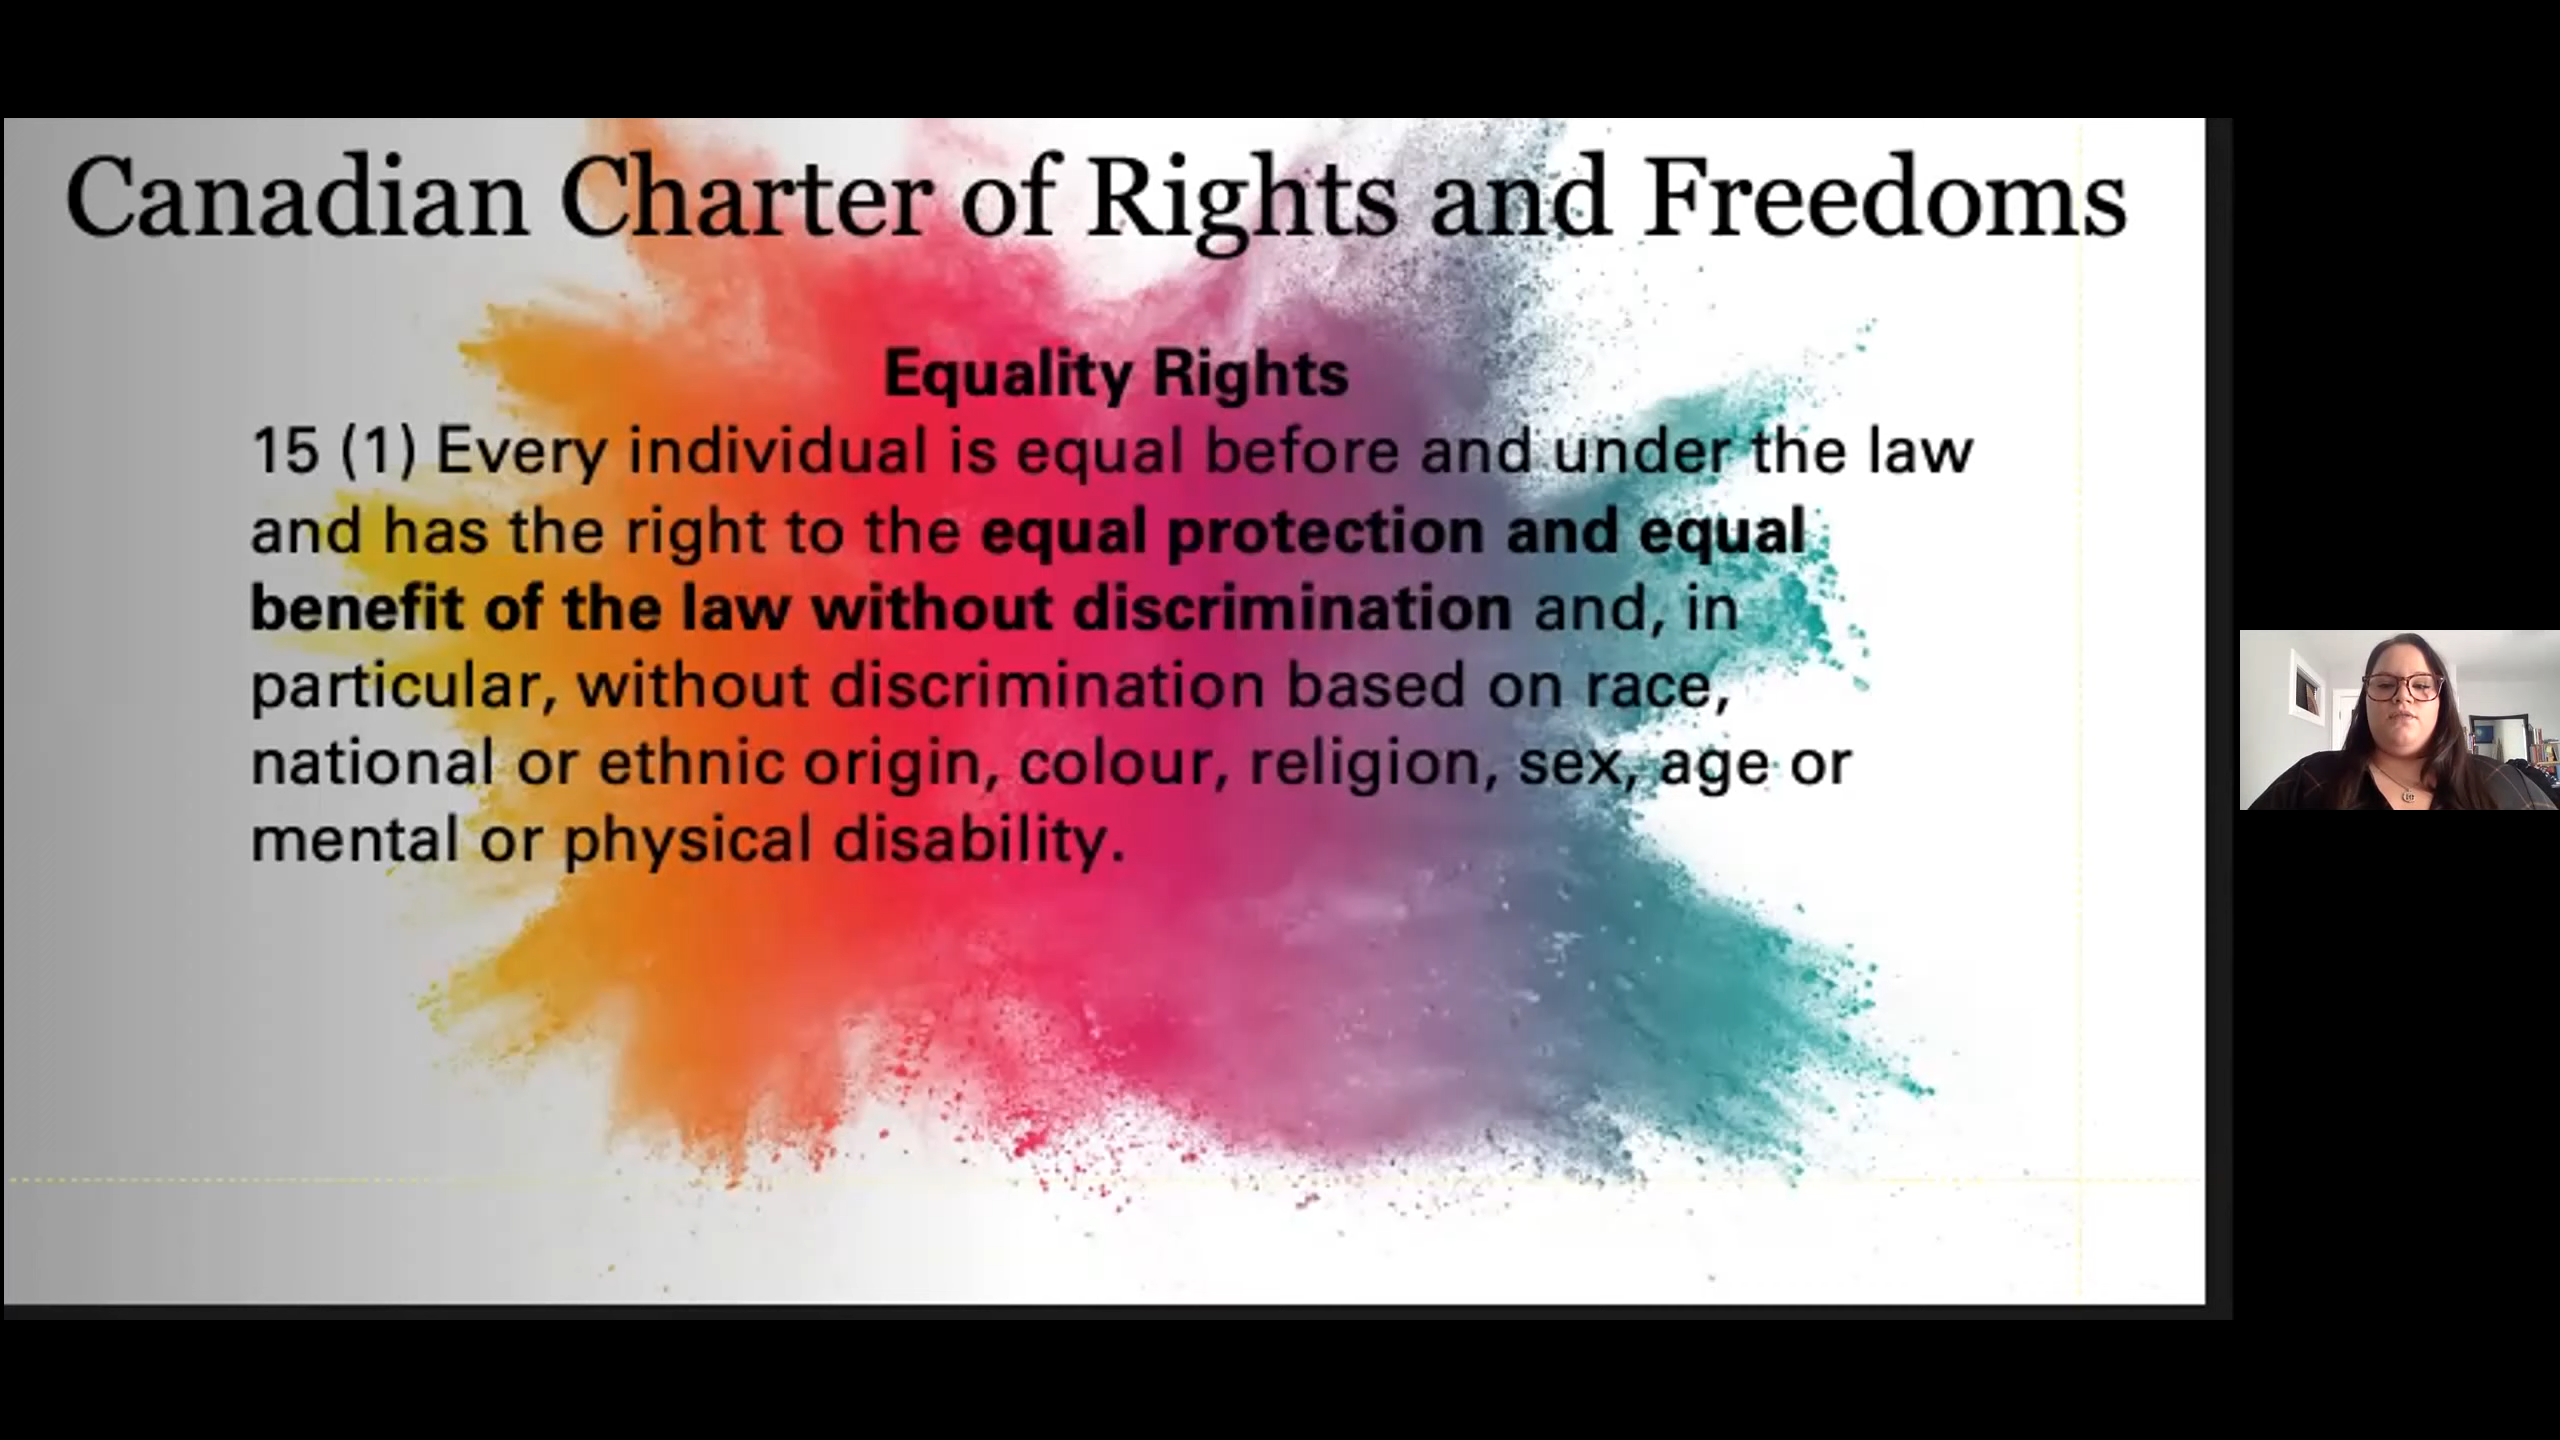 Canadian Charter of Rights and Freedoms
Equality Rights
15 (1) Every individual is equal before and under the law
and has the right to the equal protection and equal
benefit of the law without discrimination and, in
particular, without discrimination based on race,
national or ethnic origin, colour, religion, sex, age or
mental or physical disability.